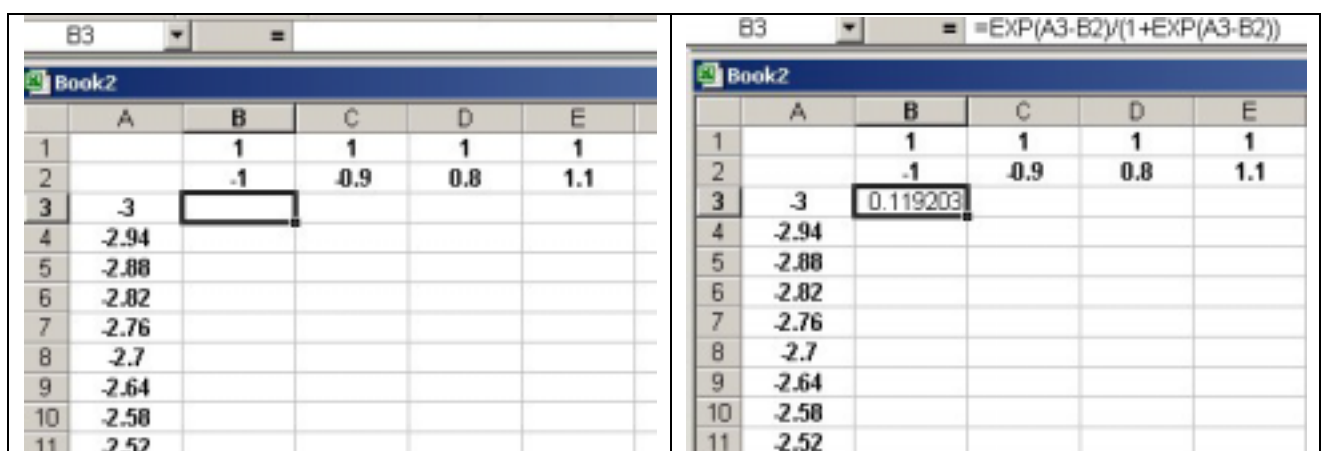 B3 =
Book2
A B C D E
1 1 1 1 1
2 -1 -0.9 0.8 1.1
3 -3
4 -2.94
5 -2.88
6 -2.82
7 -2.76
8 -2.7
9 -2.64
10 -2.58
11 -2.52
B3 = =EXP(A3-B2)/(1+EXP(A3-B2))
Book2
A B C D E
1 1 1 1 1
2 -1 -0.9 0.8 1.1
3 -3 0.119203
4 -2.94
5 -2.88
6 -2.82
7 -2.76
8 -2.7
9 -2.64
10 -2.58
11 -2.52